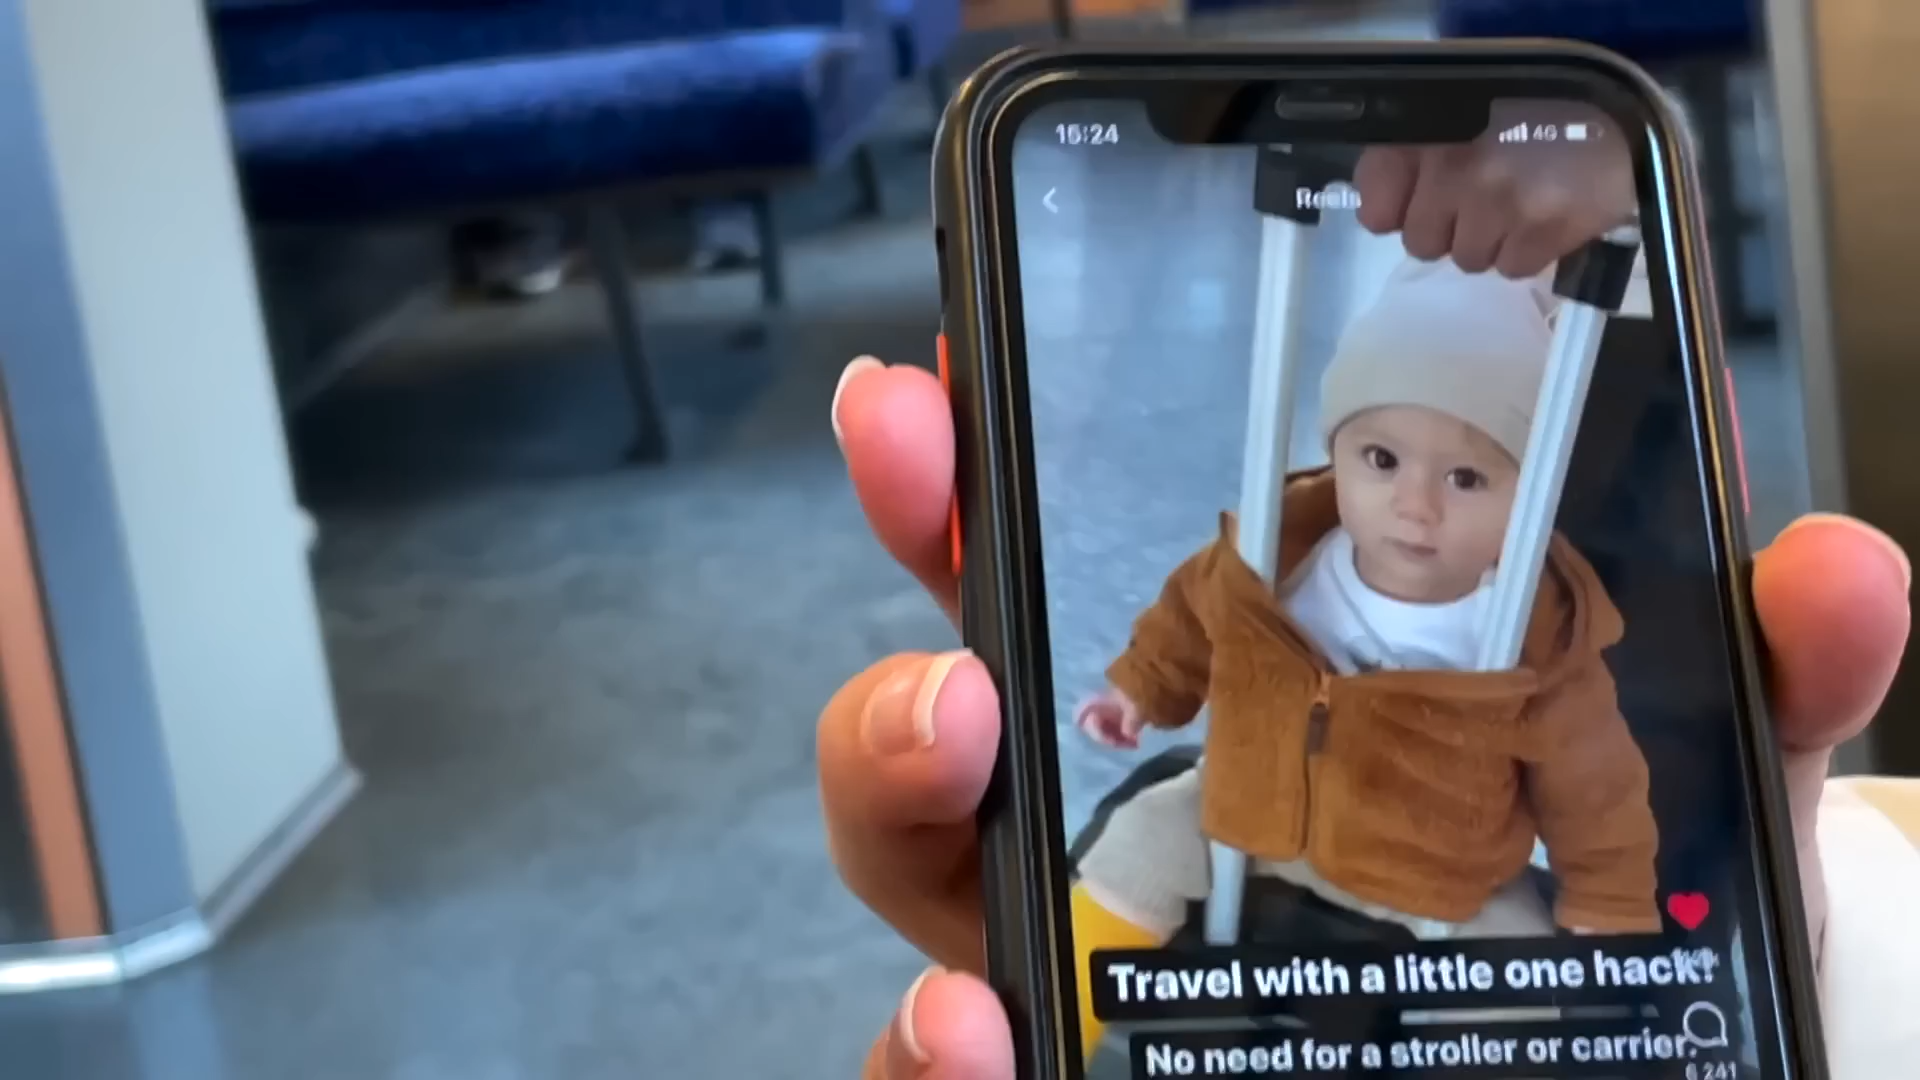 15:24
4G
Reels
Travel with a little one hack!
No need for a stroller or carrier.
6 241